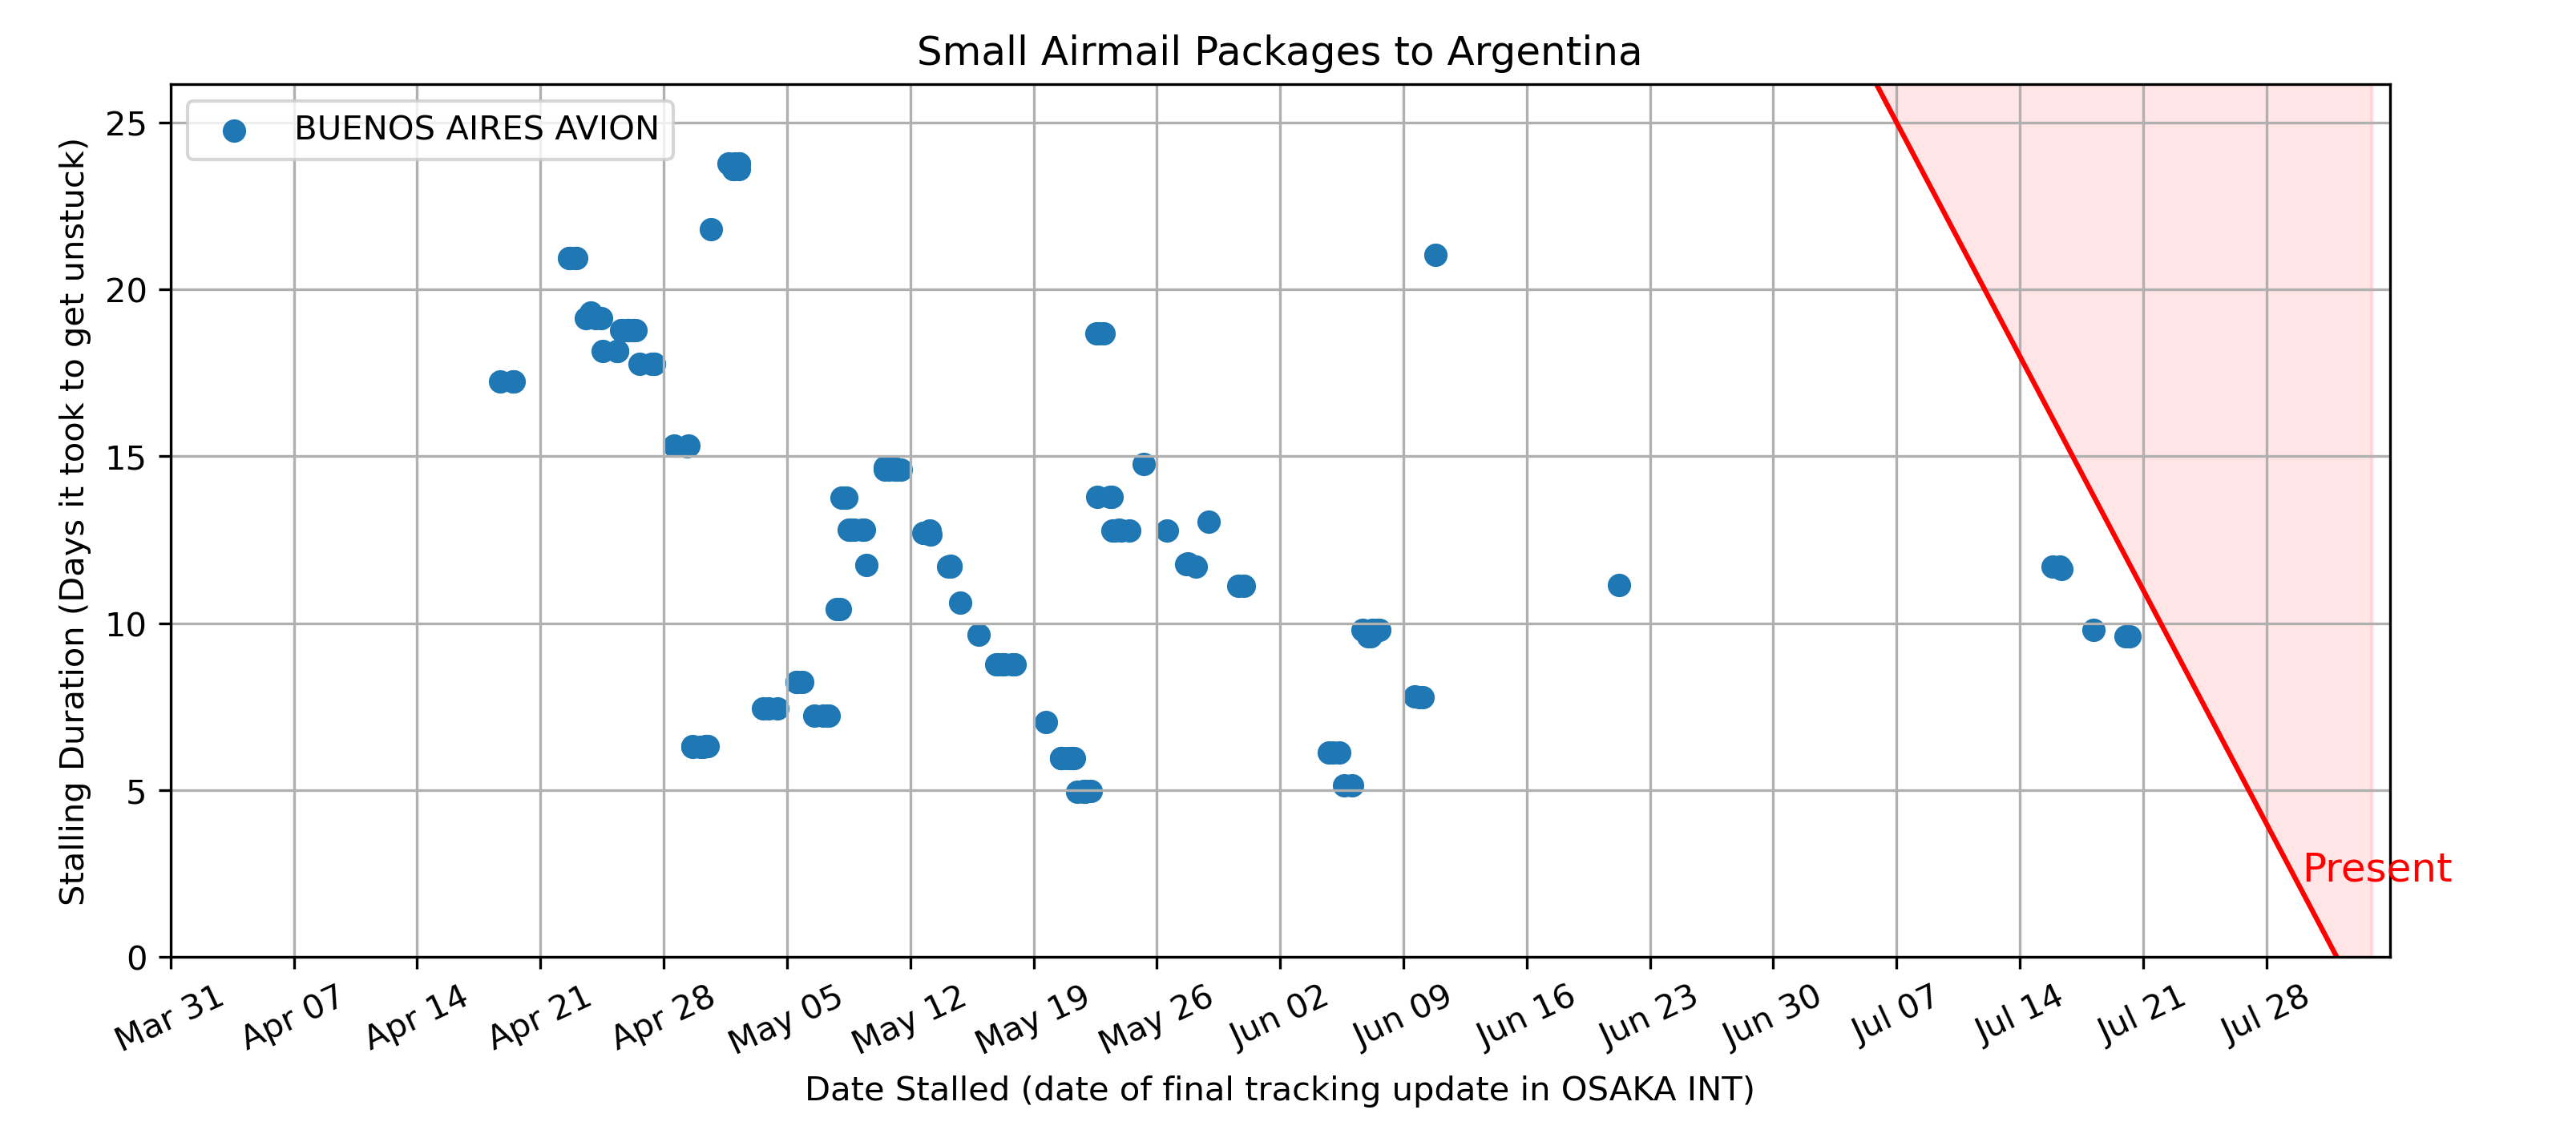 Small Airmail Packages to Argentina
BUENOS AIRES AVION
Stalling Duration (Days it took to get unstuck)
25
20
15
10
5
0
Present
Mar 31
Apr 07
Apr 14
Apr 21
Apr 28
May 05
May 12
May 19
May 26
Jun 02
Jun 09
Jun 16
Jun 23
Jun 30
Jul 07
Jul 14
Jul 21
Jul 28
Date Stalled (date of final tracking update in OSAKA INT)